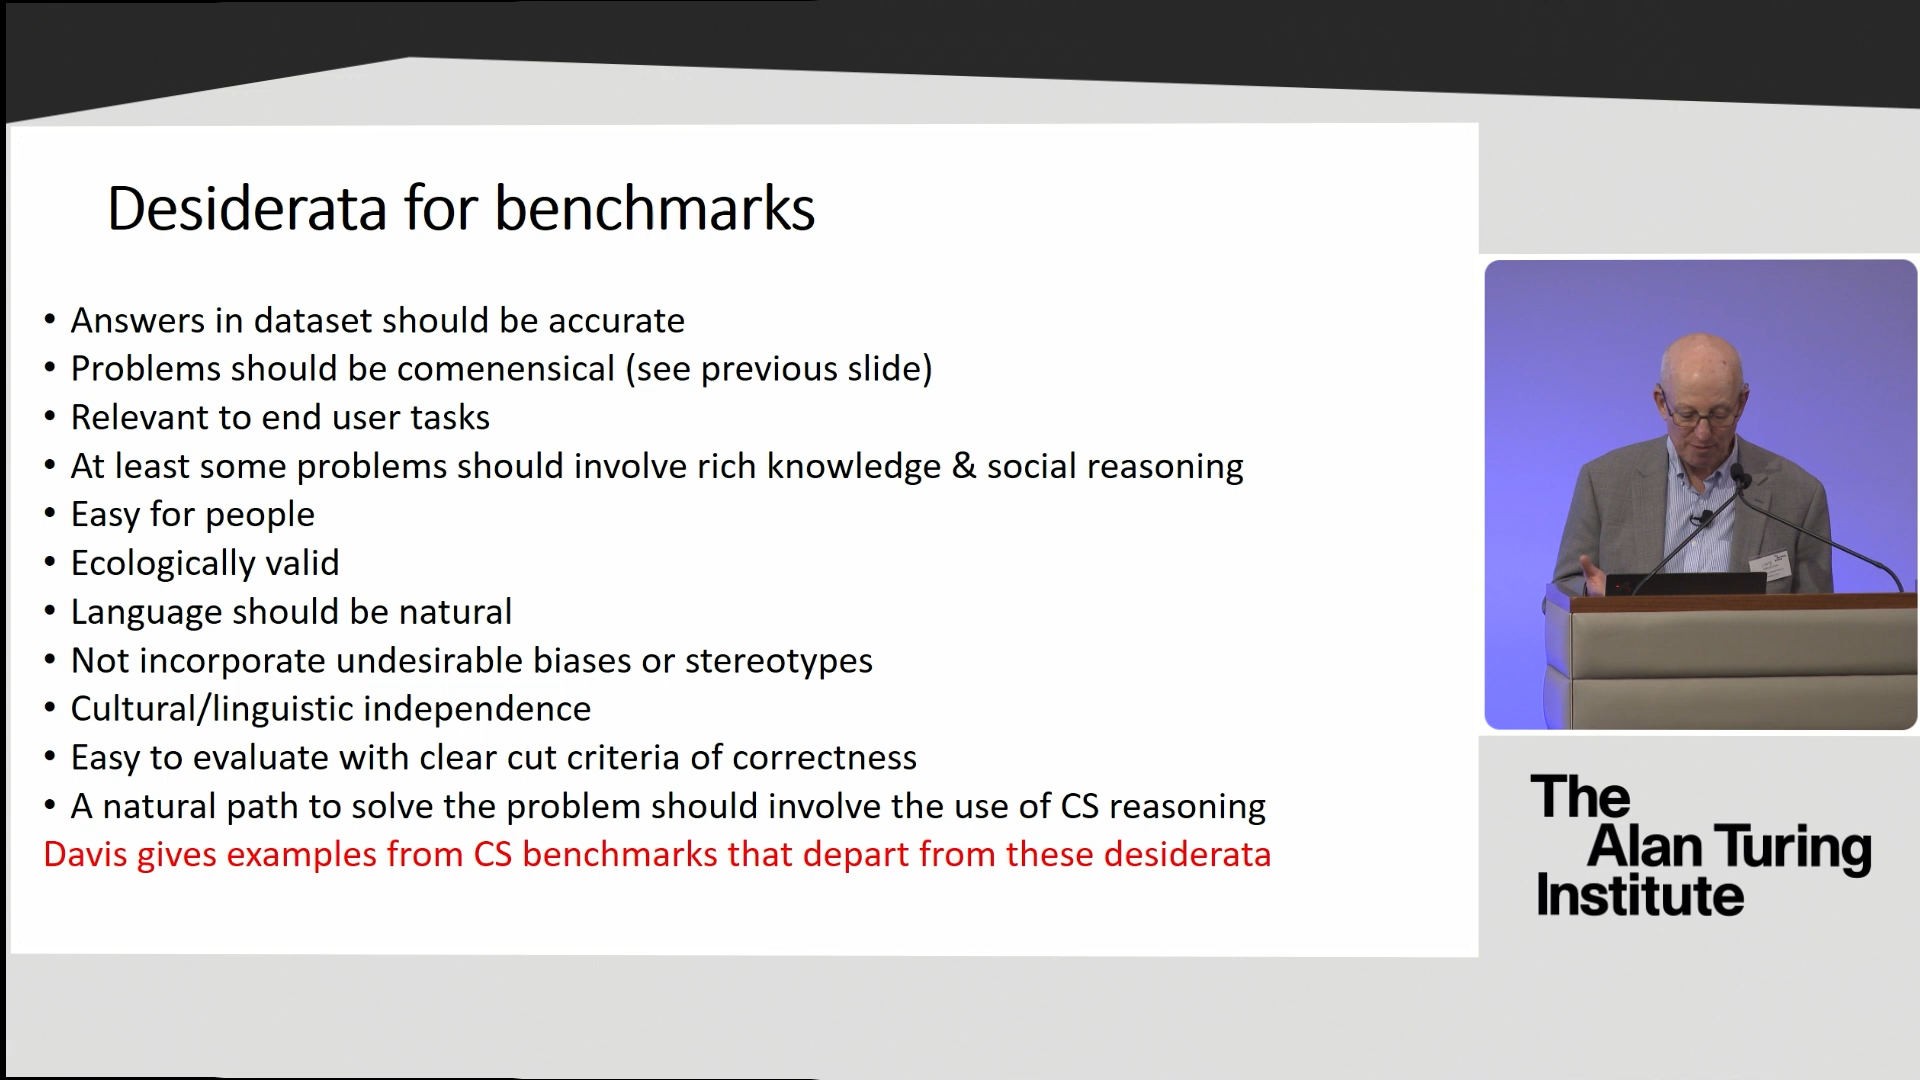 Desiderata for benchmarks
• Answers in dataset should be accurate
• Problems should be comenensical (see previous slide)
• Relevant to end user tasks
• At least some problems should involve rich knowledge & social reasoning
• Easy for people
• Ecologically valid
• Language should be natural
• Not incorporate undesirable biases or stereotypes
• Cultural/linguistic independence
• Easy to evaluate with clear cut criteria of correctness
• A natural path to solve the problem should involve the use of CS reasoning
Davis gives examples from CS benchmarks that depart from these desiderata
The
Alan Turing
Institute